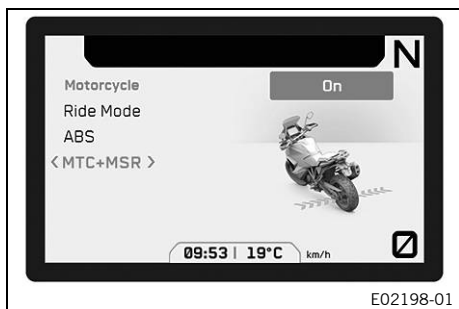 N
Motorcycle
On
Ride Mode
ABS
< MTC+MSR >
09:53 | 19°C km/h
E02198-01